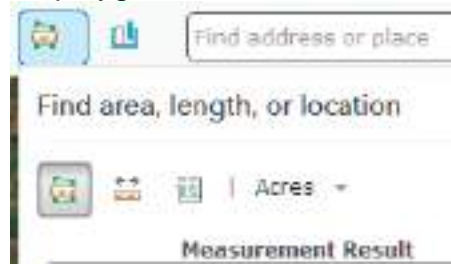 Find address or place
Find area, length, or location
Acres
Measurement Result